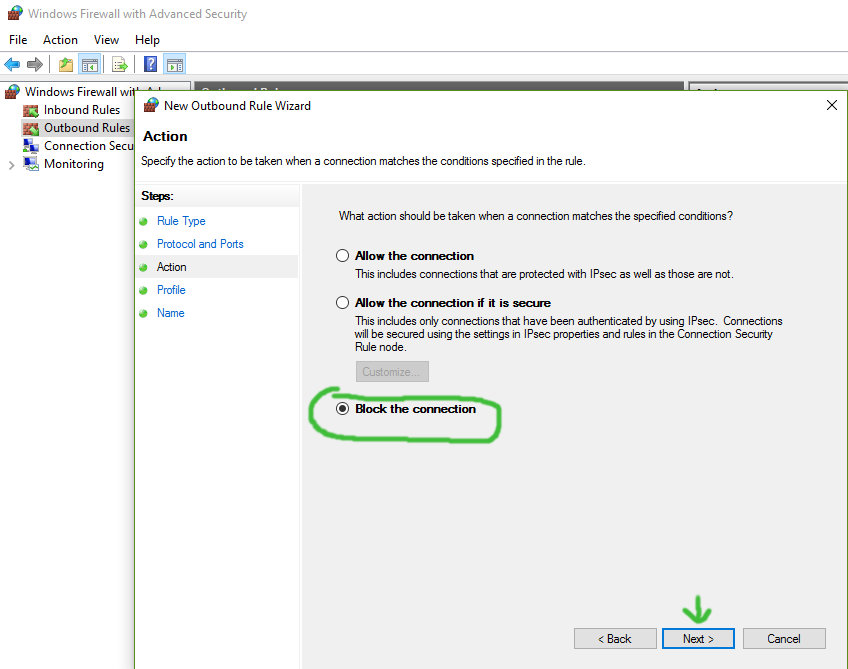 Windows Firewall with Advanced Security
File Action View Help
Windows Firewall with
Inbound Rules
Outbound Rules
Connection Secu
Monitoring
New Outbound Rule Wizard
Action
Specify the action to be taken when a connection matches the conditions specified in the rule.
Steps:
Rule Type
Protocol and Ports
Action
Profile
Name
What action should be taken when a connection matches the specified conditions?
Allow the connection
This includes connections that are protected with IPsec as well as those are not.
Allow the connection if it is secure
This includes only connections that have been authenticated by using IPsec. Connections
will be secured using the settings in IPsec properties and rules in the Connection Security
Rule node.
Customize...
Block the connection
< Back
Next >
Cancel